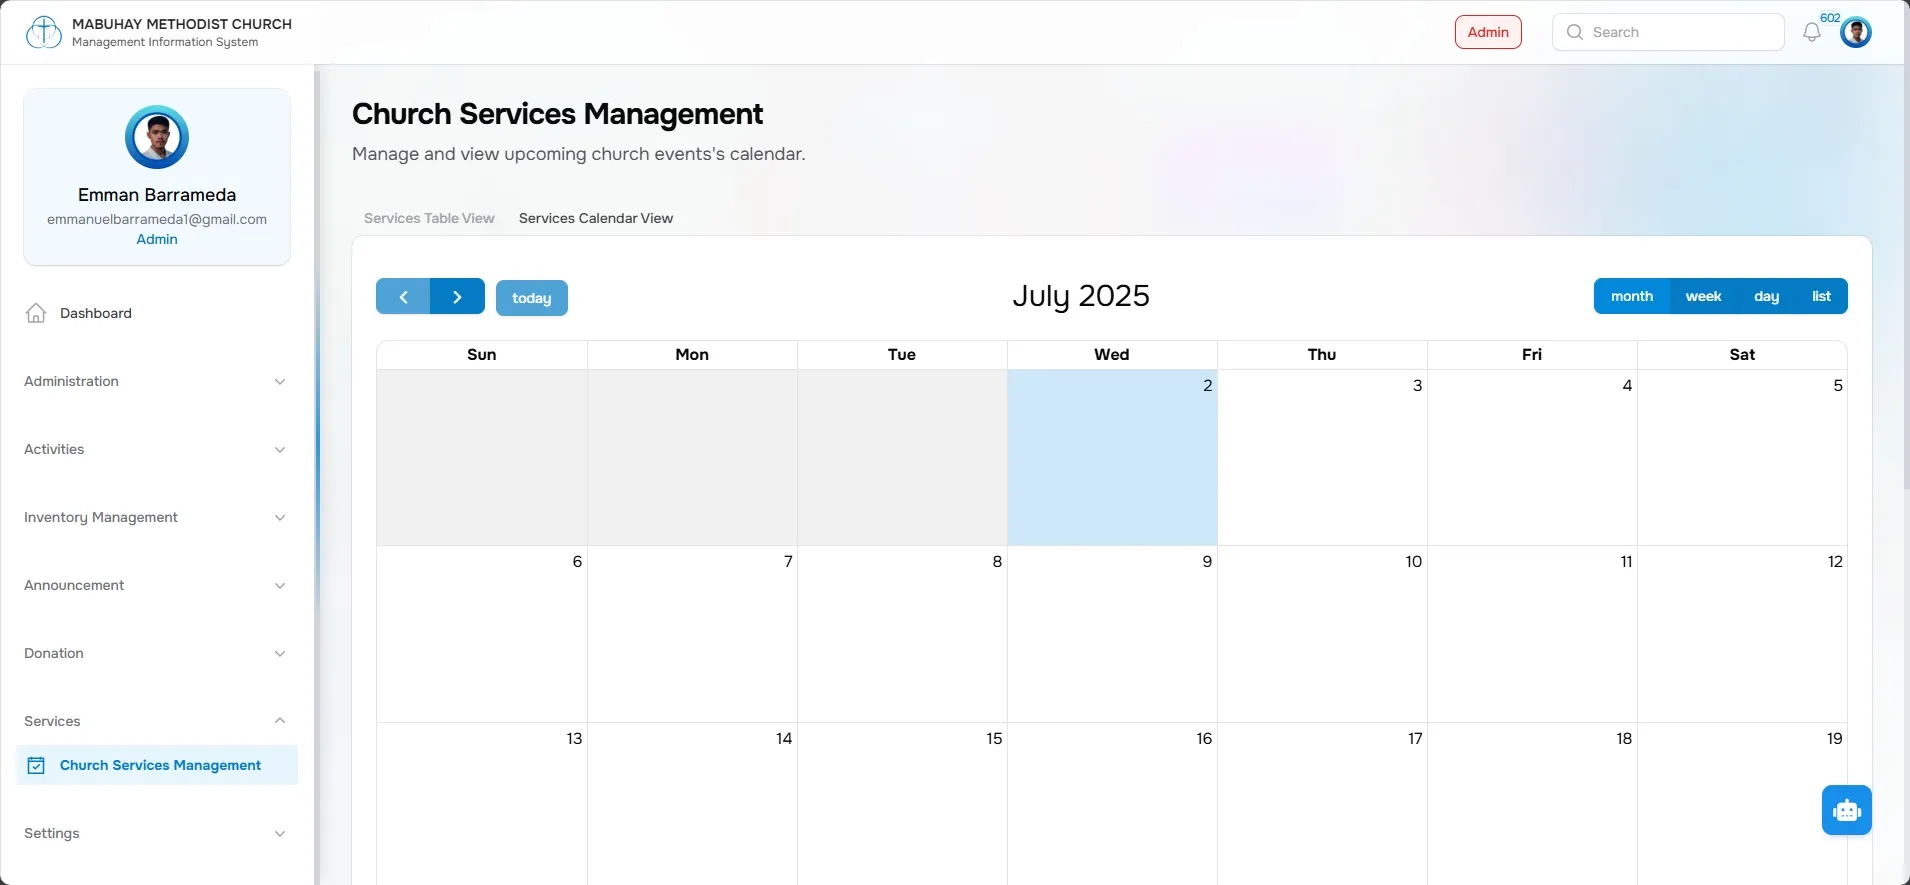 MABUHAY METHODIST CHURCH
Management Information System
Admin
Search
602
Emman Barrameda
emmanuelbarrameda1@gmail.com
Admin
Dashboard
Administration
Activities
Inventory Management
Announcement
Donation
Services
Church Services Management
Settings
Church Services Management
Manage and view upcoming church events's calendar.
Services Table View Services Calendar View
today
July 2025
month week day list
Sun Mon Tue Wed Thu Fri Sat
2 3 4 5
6 7 8 9 10 11 12
13 14 15 16 17 18 19